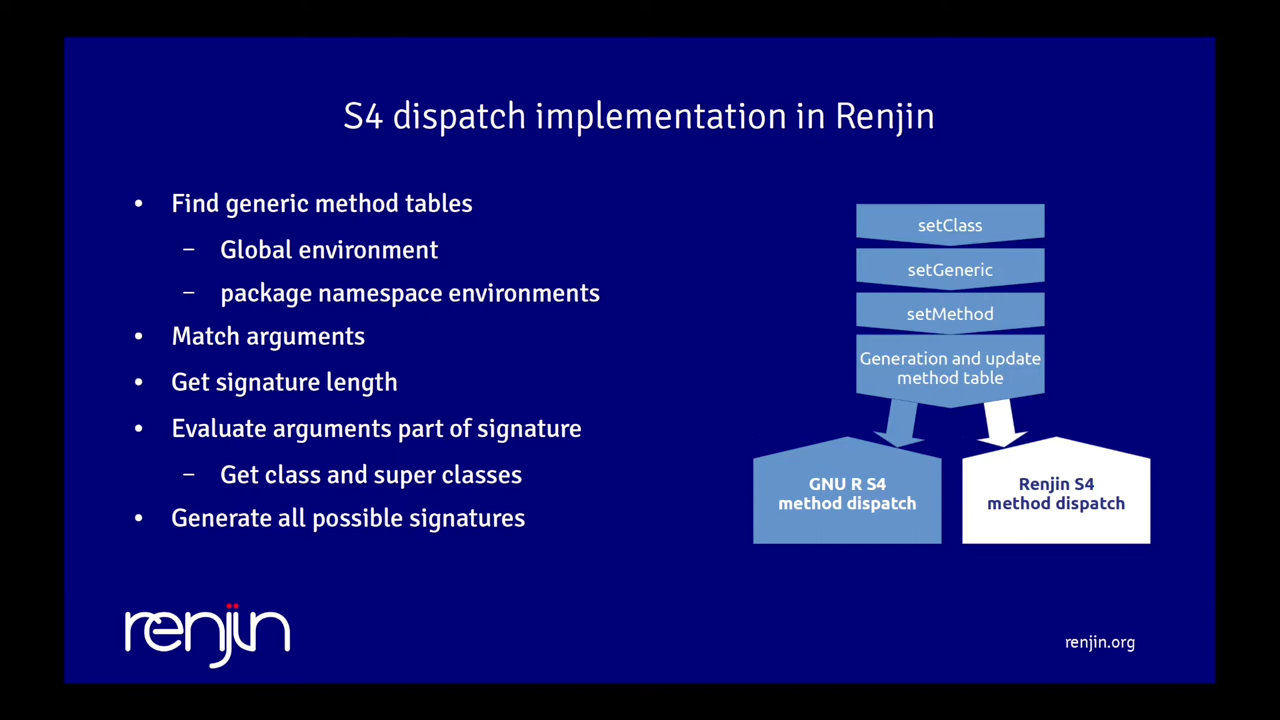 S4 dispatch implementation in Renjin
• Find generic method tables
– Global environment
– package namespace environments
• Match arguments
• Get signature length
• Evaluate arguments part of signature
– Get class and super classes
• Generate all possible signatures
setClass
setGeneric
setMethod
Generation and update
method table
GNU R S4
method dispatch
Renjin S4
method dispatch
renjin
renjin.org